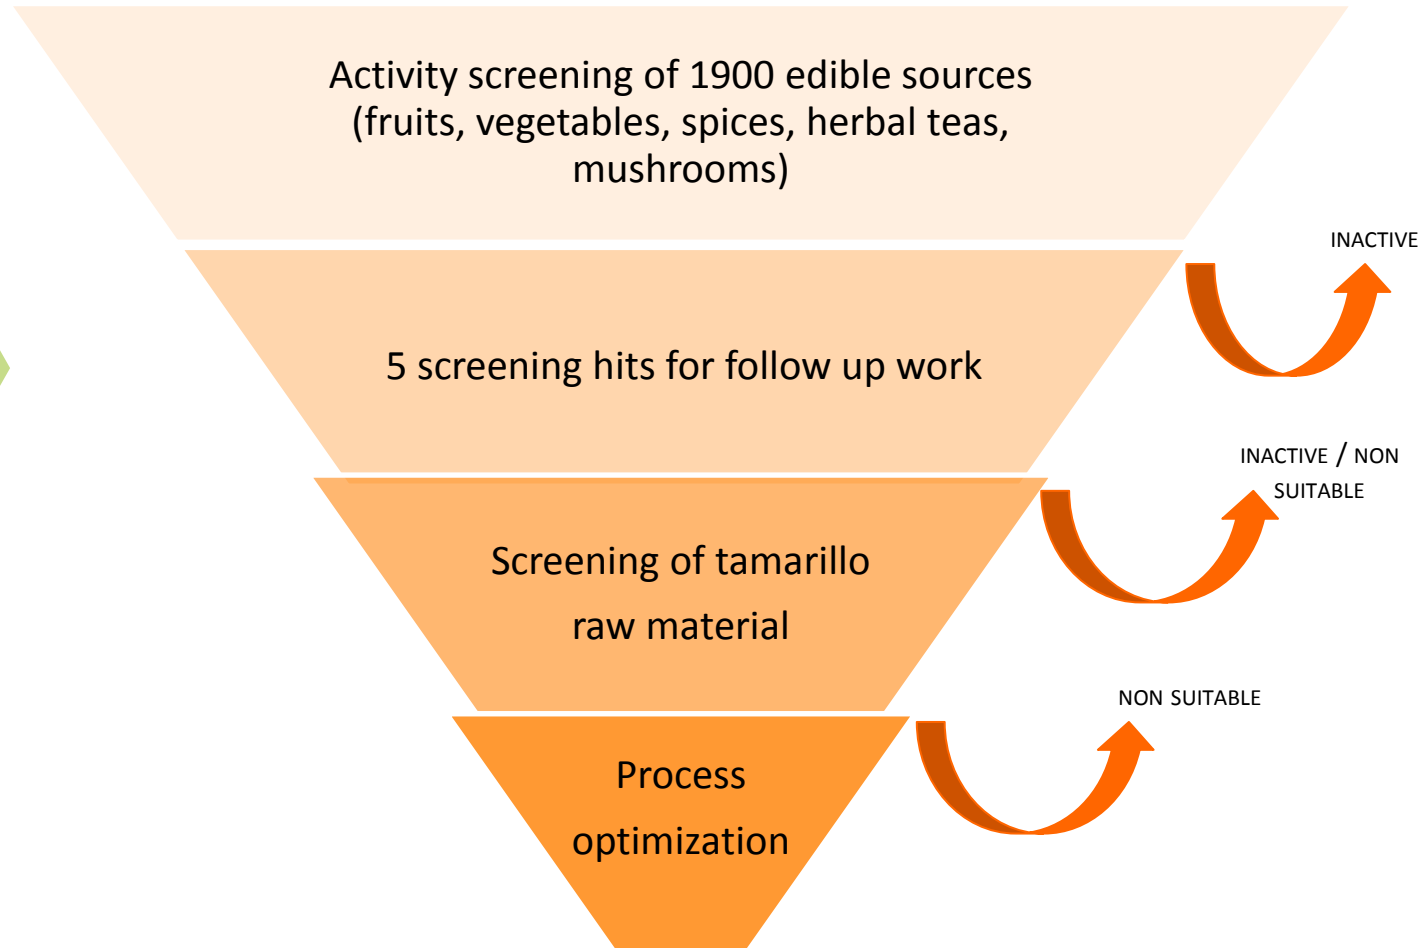 Activity screening of 1900 edible sources
(fruits, vegetables, spices, herbal teas,
mushrooms)
INACTIVE
5 screening hits for follow up work
INACTIVE / NON
SUITABLE
Screening of tamarillo
raw material
NON SUITABLE
Process
optimization